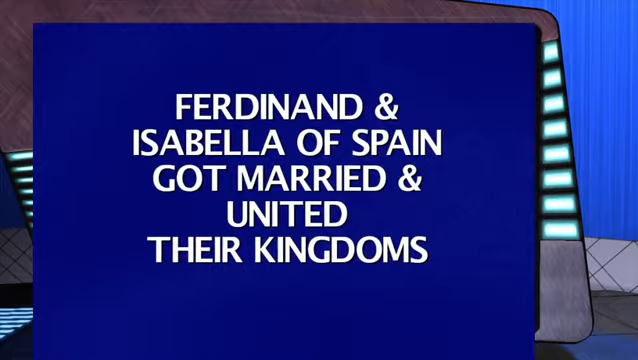 FERDINAND &
ISABELLA OF SPAIN
GOT MARRIED &
UNITED
THEIR KINGDOMS